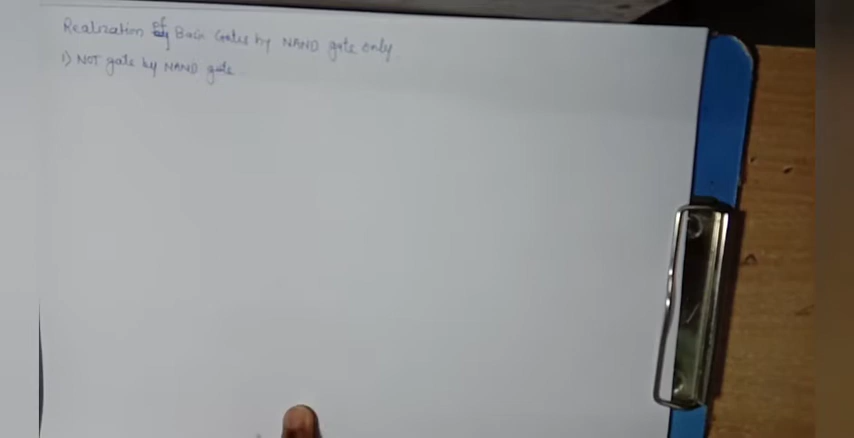 Realization of Basic Gates by NAND gate only.
1) NOT gate by NAND gate.